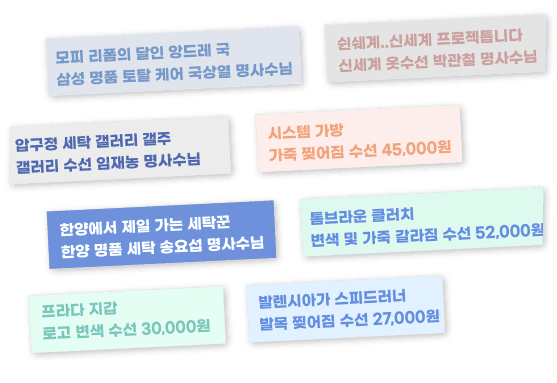 모피 리폼의 달인 앙드레 국
삼성 명품 토탈 케어 국상열 명사수님
쉰쉐계..신세계 프로젝틉니다
신세계 옷수선 박관철 명사수님
압구정 세탁 갤러리 갤주
갤러리 수선 임재농 명사수님
시스템 가방
가죽 찢어짐 수선 45,000원
한양에서 제일 가는 세탁꾼
한양 명품 세탁 송요섭 명사수님
톰브라운 클러치
변색 및 가죽 갈라짐 수선 52,000원
프라다 지갑
로고 변색 수선 30,000원
발렌시아가 스피드러너
발목 찢어짐 수선 27,000원